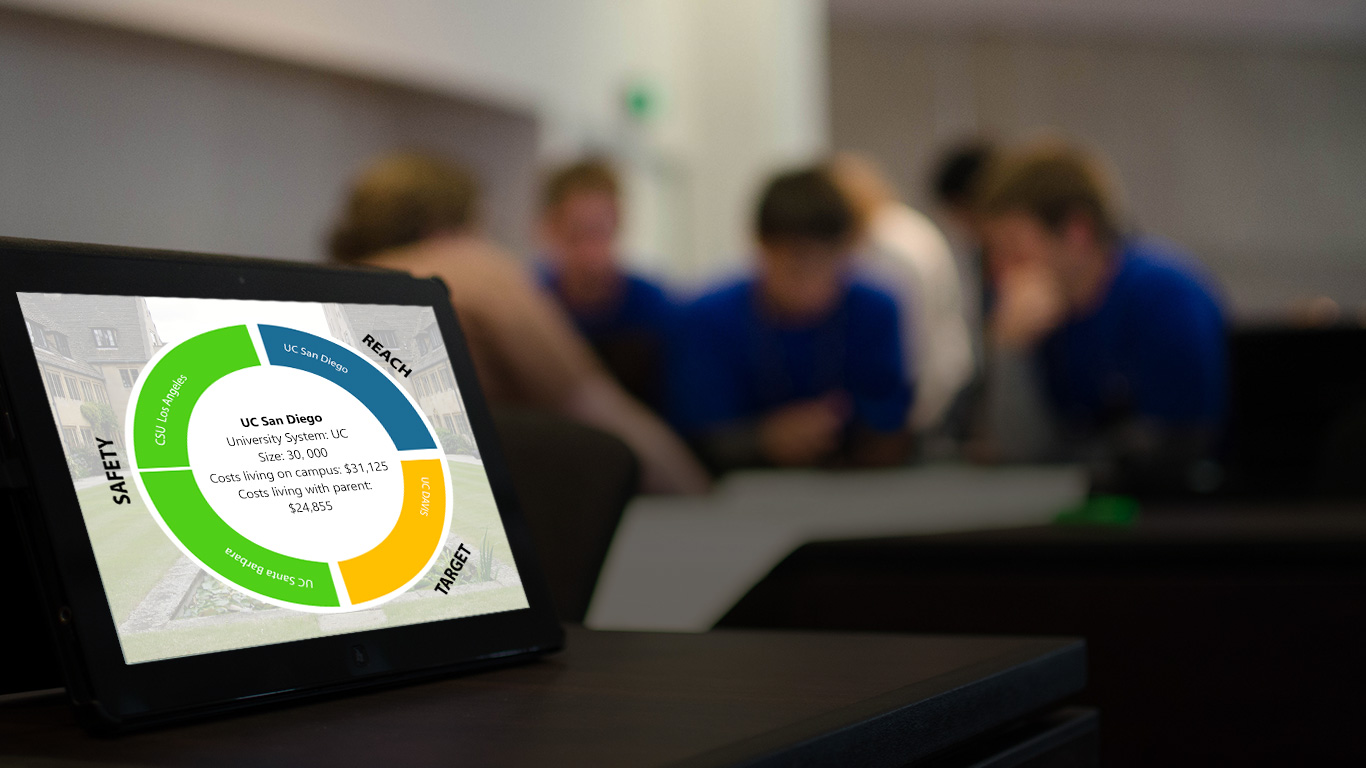 REACH
UC San Diego
CSU Los Angeles
UC San Diego
University System: UC
Size: 30, 000
Costs living on campus: $31,125
Costs living with parent:
$24,855
SAFETY
UC DAVIS
UC Santa Barbara
TARGET